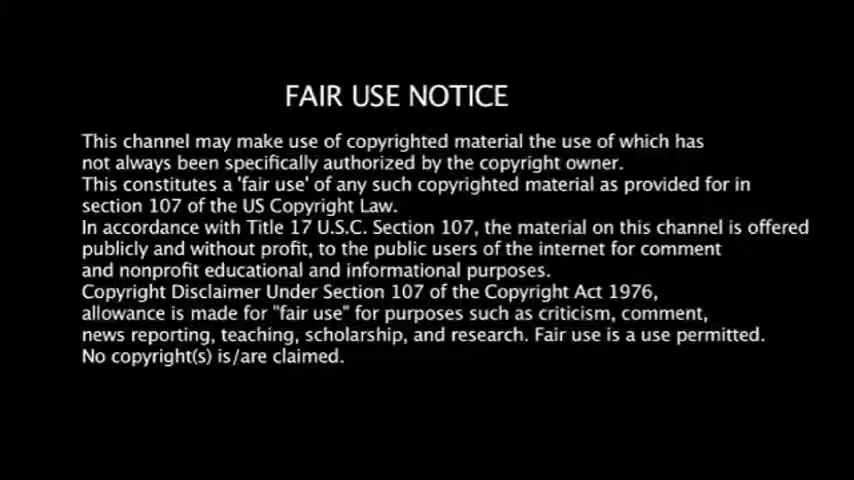 FAIR USE NOTICE
This channel may make use of copyrighted material the use of which has
not always been specifically authorized by the copyright owner.
This constitutes a 'fair use' of any such copyrighted material as provided for in
section 107 of the US Copyright Law.
In accordance with Title 17 U.S.C. Section 107, the material on this channel is offered
publicly and without profit, to the public users of the internet for comment
and nonprofit educational and informational purposes.
Copyright Disclaimer Under Section 107 of the Copyright Act 1976,
allowance is made for "fair use" for purposes such as criticism, comment,
news reporting, teaching, scholarship, and research. Fair use is a use permitted.
No copyright(s) is/are claimed.